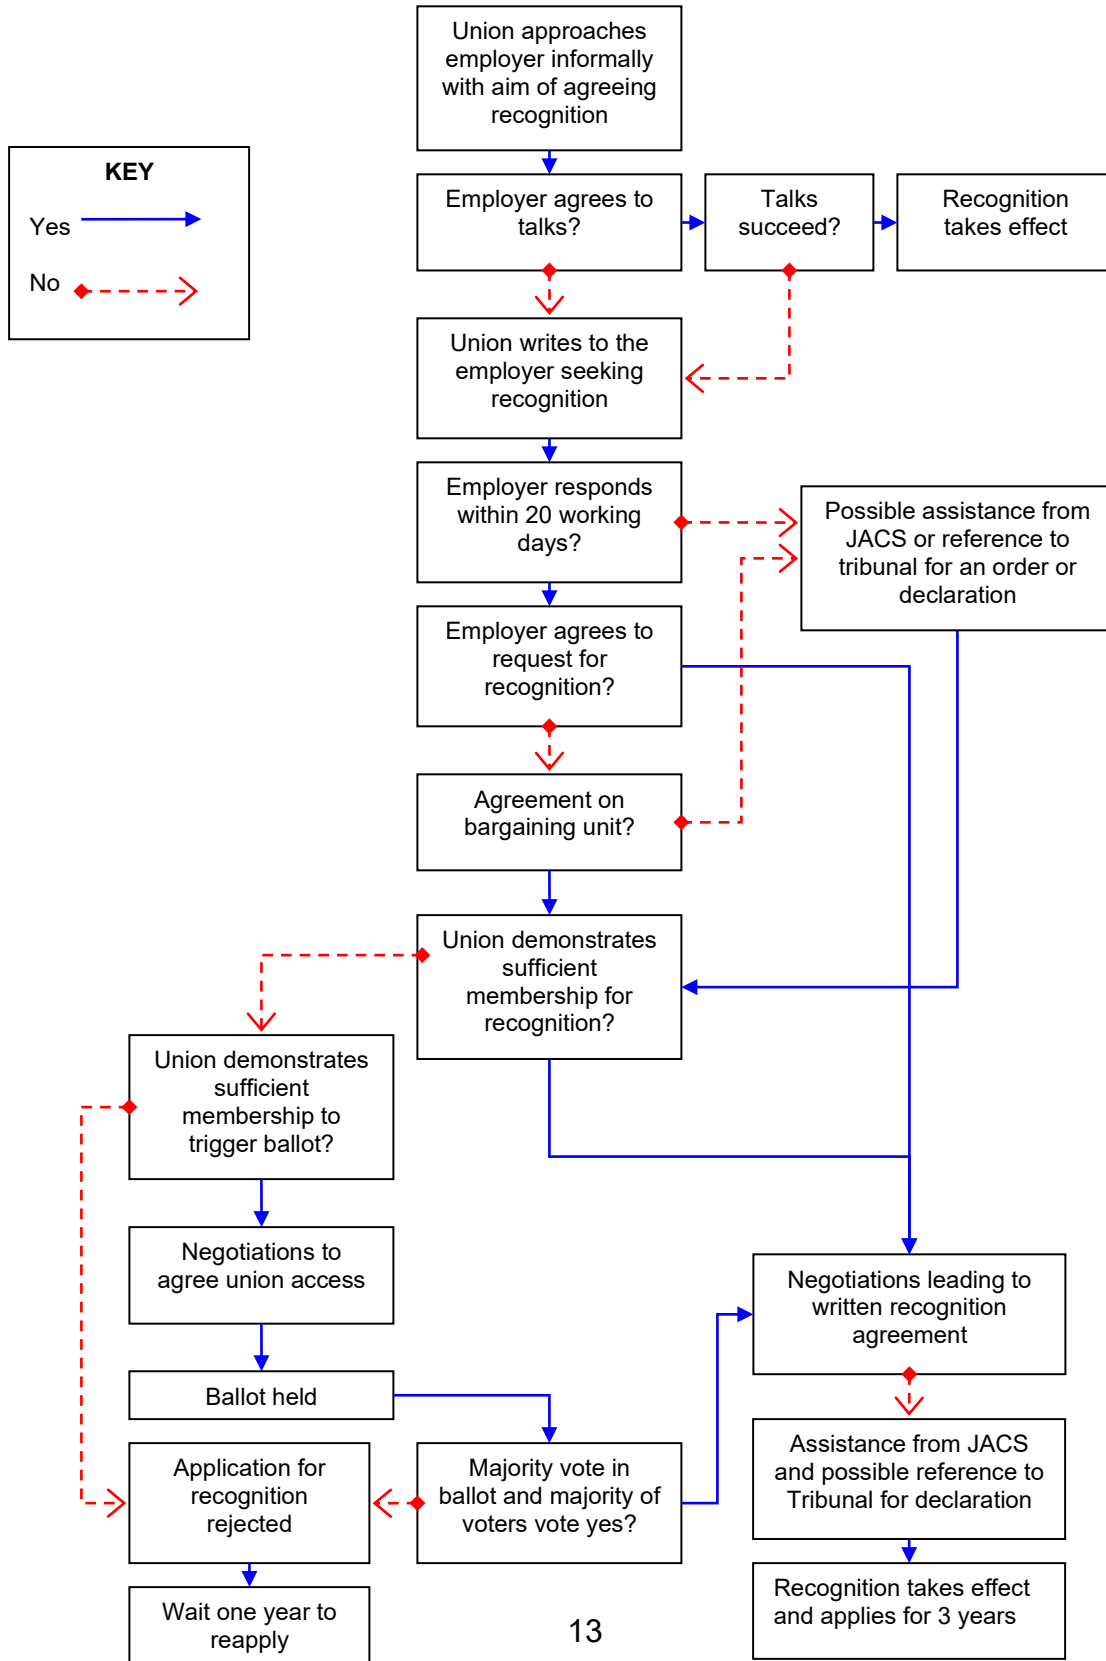 Union approaches
employer informally
with aim of agreeing
recognition
KEY
Yes
No
Employer agrees to
talks?
Talks
succeed?
Recognition
takes effect
Union writes to the
employer seeking
recognition
Employer responds
within 20 working
days?
Possible assistance from
JACS or reference to
tribunal for an order or
declaration
Employer agrees to
request for
recognition?
Agreement on
bargaining unit?
Union demonstrates
sufficient
membership for
recognition?
Union demonstrates
sufficient
membership to
trigger ballot?
Negotiations to
agree union access
Negotiations leading to
written recognition
agreement
Ballot held
Application for
recognition
rejected
Majority vote in
ballot and majority of
voters vote yes?
Assistance from JACS
and possible reference to
Tribunal for declaration
Wait one year to
reapply
Recognition takes effect
and applies for 3 years
13